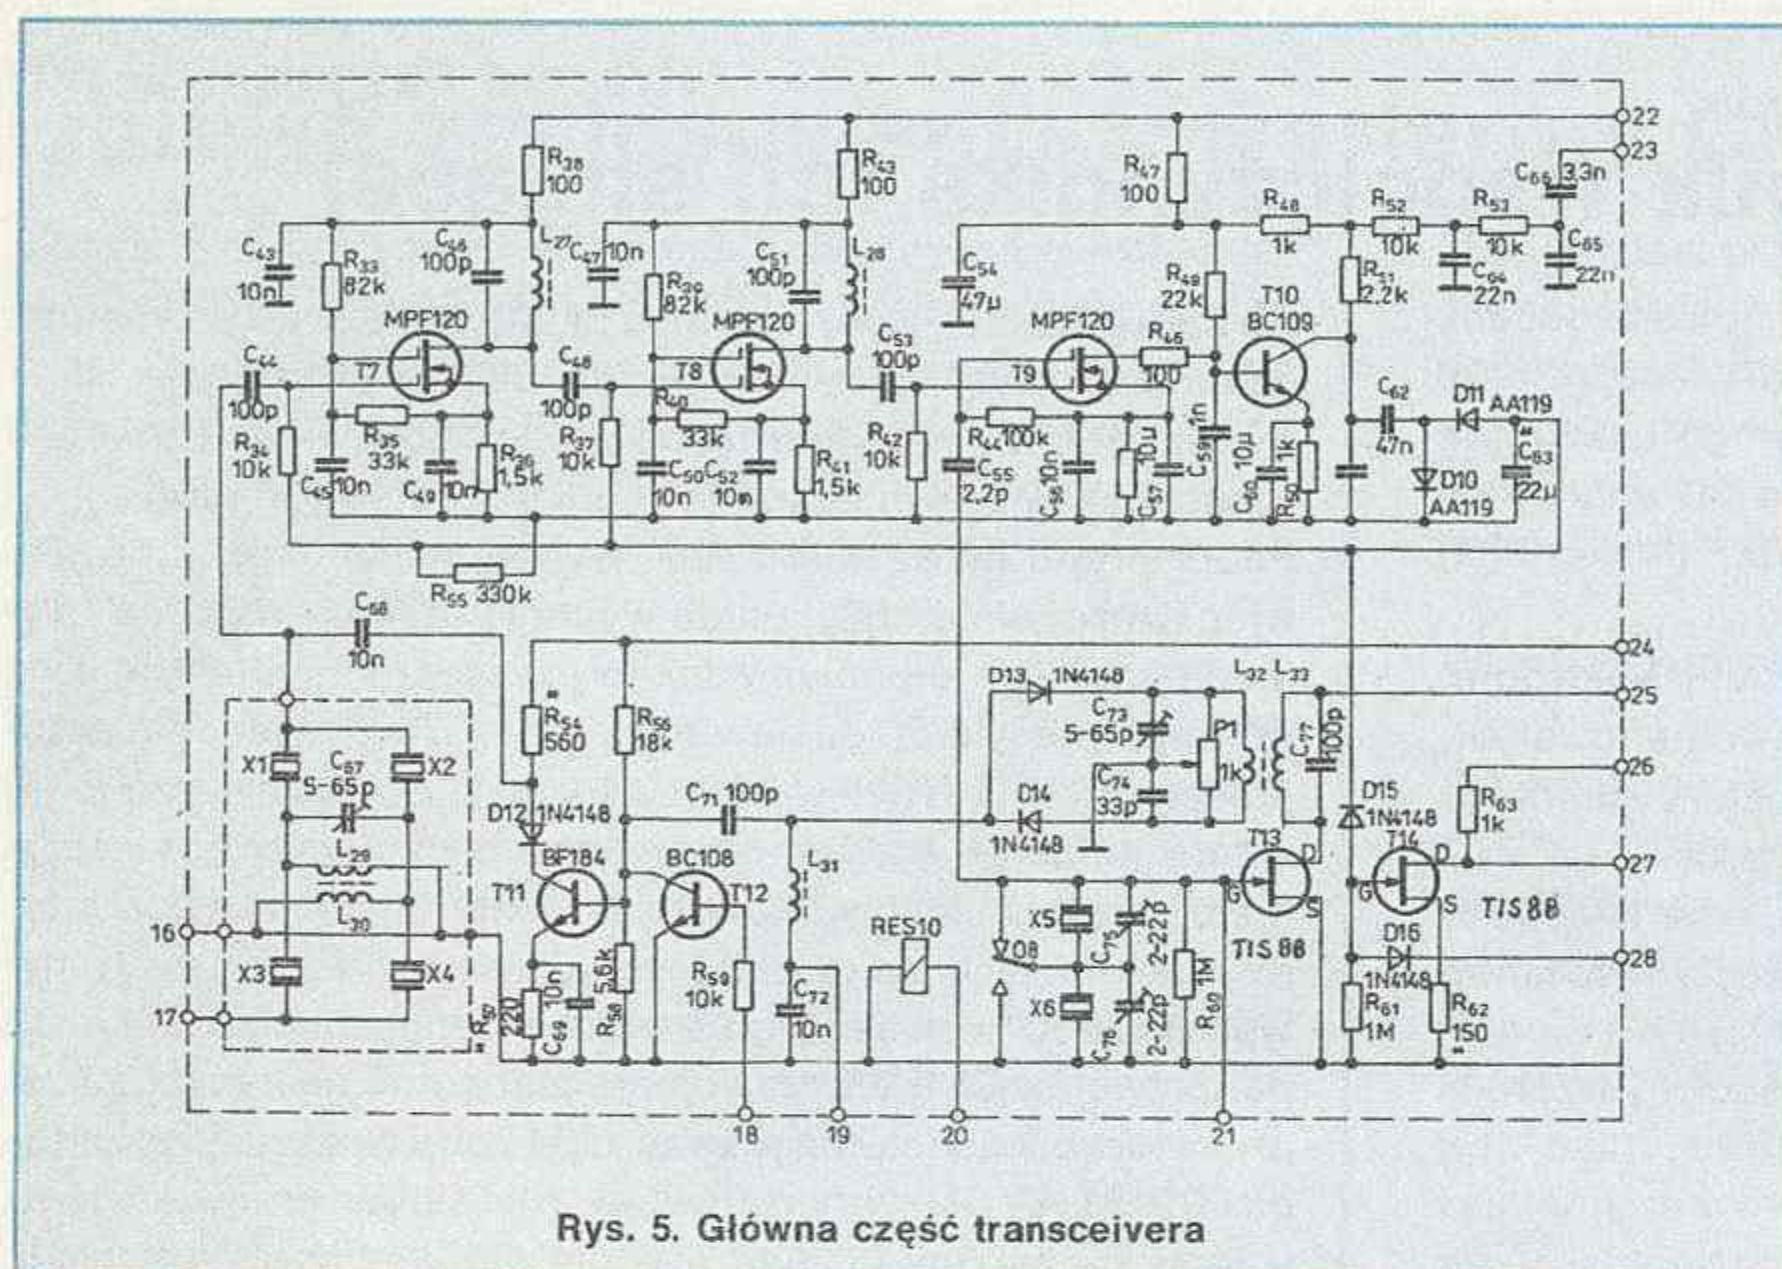 22
23
R38
100
R43
100
R47
100
C66 3,3n
C43
10n
R33
82k
C46
100p
L27
C47 10n
R39
82k
C51
100p
L28
C54
47µ
R48
1k
R52
10k
R53
10k
C65
22n
C64
22n
R49
22k
R51
2,2k
T10
BC109
MPF120
T7
MPF120
T8
MPF120
T9
R46
100
C44
100p
C48
100p
C53
100p
C62
47n
D11
AA119
D10
AA119
*
C63
22µ
R34
10k
R35
33k
C45 10n
C49 10n
R36
1,5k
R37
10k
R40
33k
C50
10n
C52
10n
R41
1,5k
R42
10k
R44 100k
C55
2,2p
C56 10n
10µ
C57
C59 1n
C60 10µ
1k
R50
R55 330k
C58
10n
24
25
26
27
28
*
R54
560
R56
18k
D13 1N4148
C73
5-65p
P1
1k
L32
L33
C77
100p
C74
33p
D14
1N4148
D15
1N4148
R63
1k
X1
C67
5-65p
X2
L29
L30
X3
X4
16
17
D12 1N4148
BF184
T11
C71 100p
BC108
T12
L31
T13
G
D
S
TIS 88
T14
G
D
S
TIS 88
RES10
08
X5
X6
C75 2-22p
C76 2-22p
1M
R60
D16
1N4148
R61
1M
R62
150
*
* R57
220
10n
C69
5,6k
R58
R59
10k
C72
10n
18
19
20
21
Rys. 5. Główna część transceivera